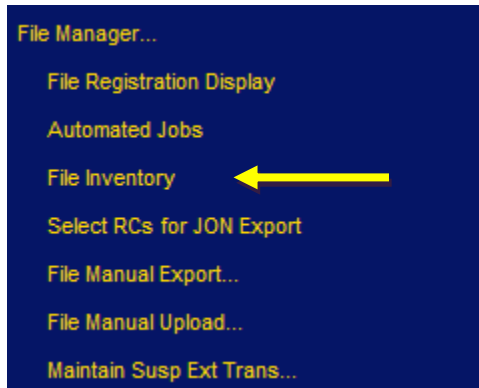 File Manager...
File Registration Display
Automated Jobs
File Inventory
Select RCs for JON Export
File Manual Export...
File Manual Upload...
Maintain Susp Ext Trans...